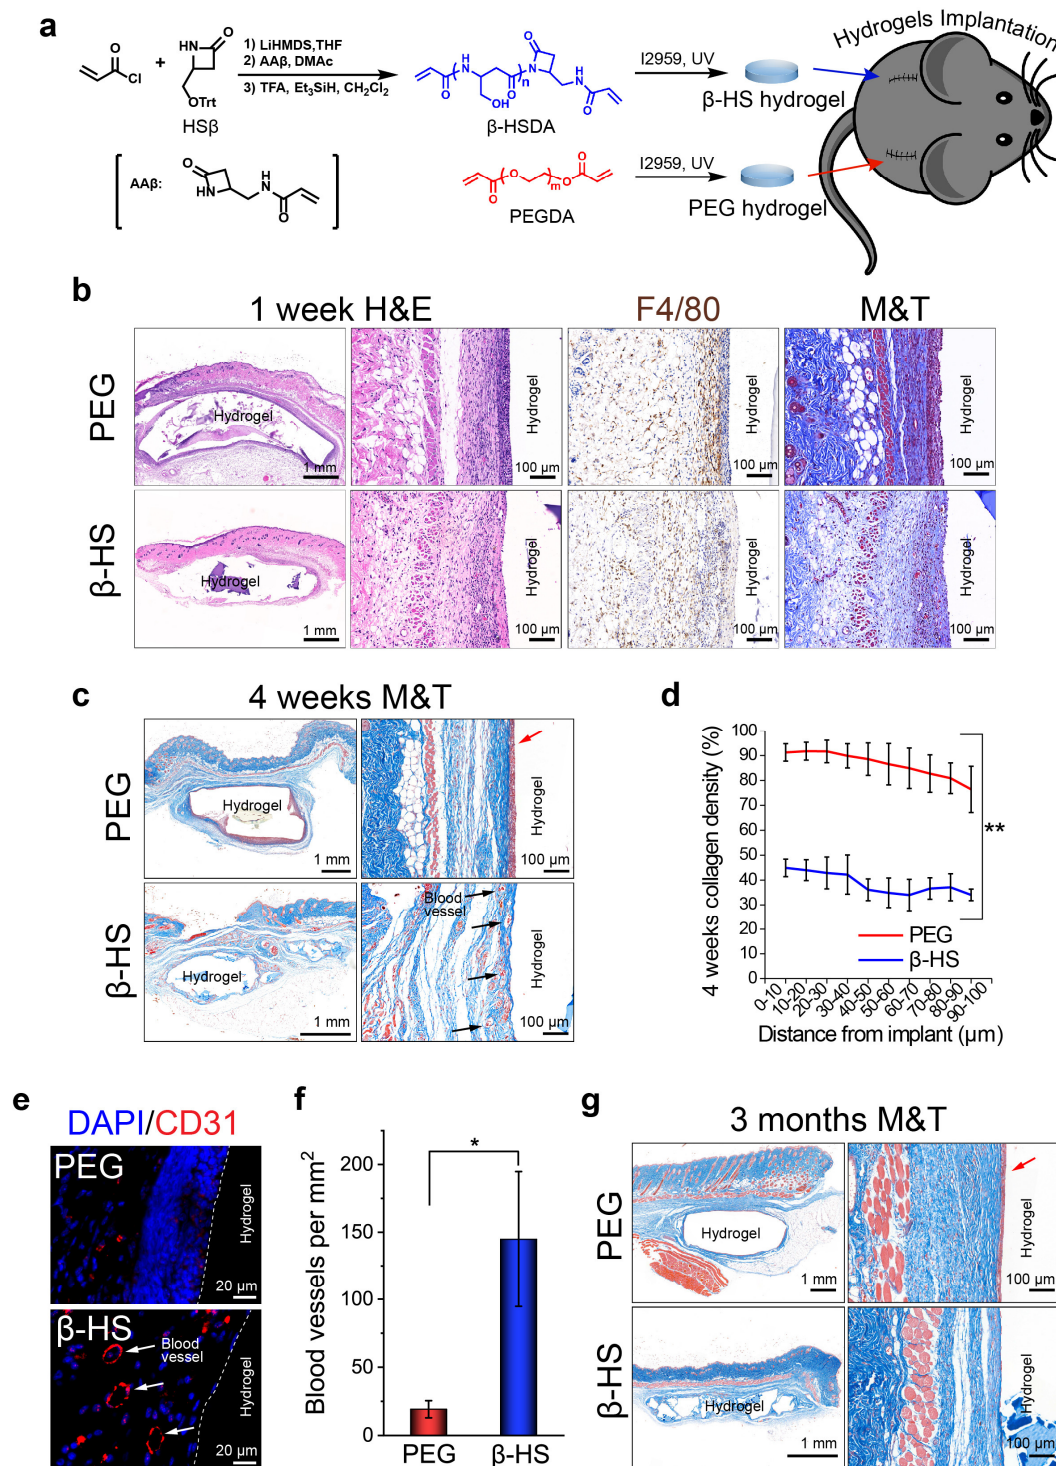 a
Hydrogels Implantation
O
Cl
+
HN
O
OTrt
HSβ
1) LiHMDS,THF
2) AAβ, DMAc
3) TFA, Et₃SiH, CH₂Cl₂
O
H
N
O
n
OH
O
N
H
N
O
β-HSDA
I2959, UV
β-HS hydrogel
AAβ:
O
HN
H
N
O
O
O
m
O
O
PEGDA
I2959, UV
PEG hydrogel
b
1 week H&E
F4/80
M&T
PEG
Hydrogel
1 mm
Hydrogel
100 µm
Hydrogel
100 µm
Hydrogel
100 µm
β-HS
Hydrogel
1 mm
Hydrogel
100 µm
Hydrogel
100 µm
Hydrogel
100 µm
c
4 weeks M&T
PEG
Hydrogel
1 mm
Hydrogel
100 µm
β-HS
Hydrogel
1 mm
Blood
vessel
Hydrogel
100 µm
d
4 weeks collagen density (%)
100
90
80
70
60
50
40
30
20
10
0
**
PEG
β-HS
0-10
10-20
20-30
30-40
40-50
50-60
60-70
70-80
80-90
90-100
Distance from implant (µm)
e
DAPI/CD31
PEG
Hydrogel
20 µm
β-HS
Blood
vessel
Hydrogel
20 µm
f
Blood vessels per mm²
200
150
100
50
0
*
PEG
β-HS
g
3 months M&T
PEG
Hydrogel
1 mm
Hydrogel
100 µm
β-HS
Hydrogel
1 mm
Hydrogel
100 µm